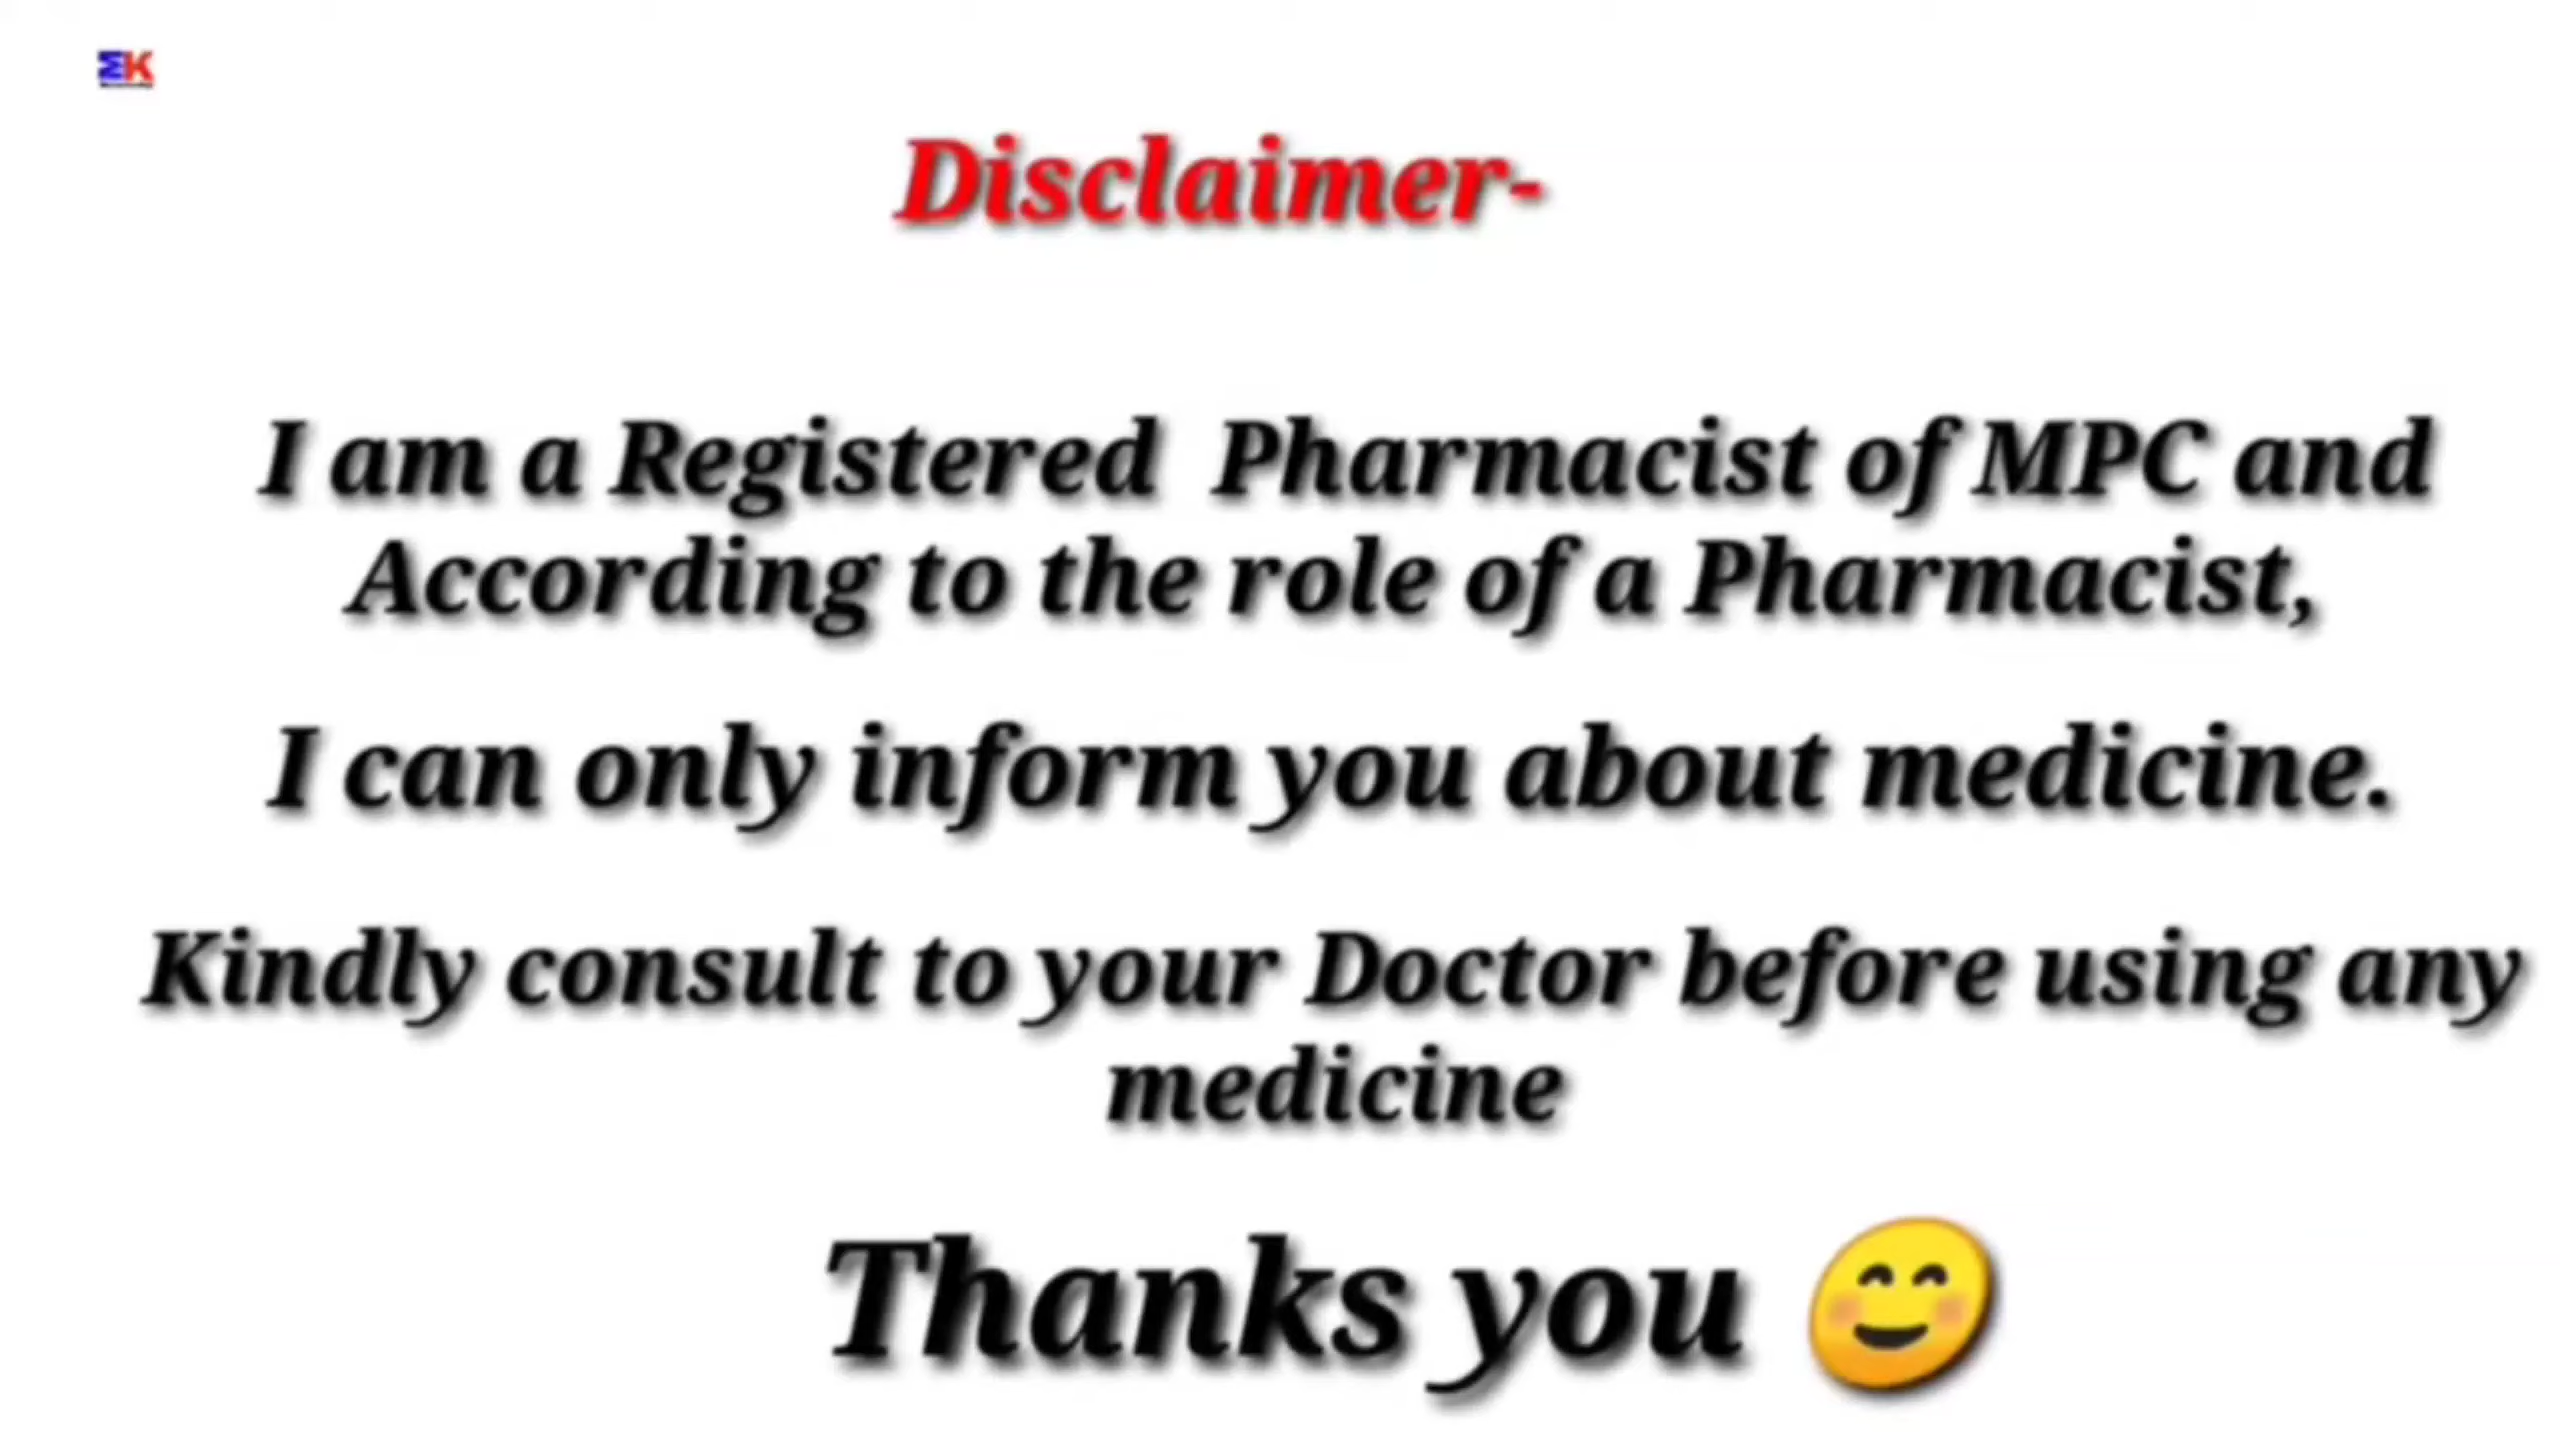 MK
Disclaimer-
I am a Registered Pharmacist of MPC and
According to the role of a Pharmacist,
I can only inform you about medicine.
Kindly consult to your Doctor before using any
medicine
Thanks you 😊